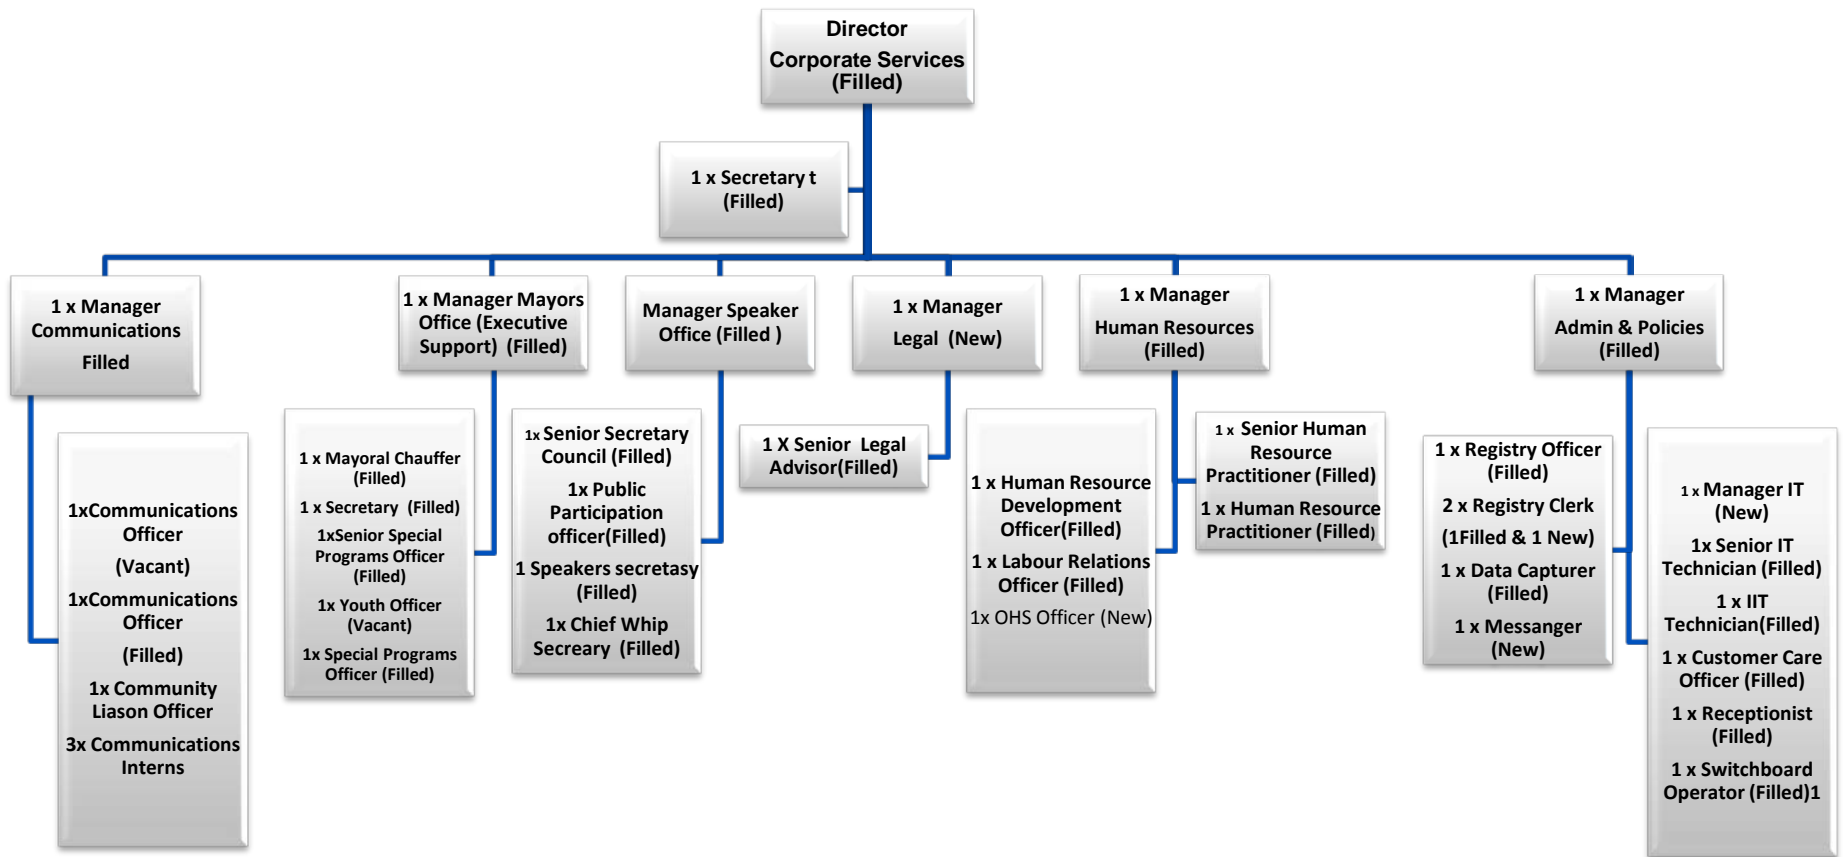 Director
Corporate Services
(Filled)
1 x Secretary t
(Filled)
1 x Manager
Communications
Filled
1 x Manager Mayors
Office (Executive
Support) (Filled)
Manager Speaker
Office (Filled )
1 x Manager
Legal (New)
1 x Manager
Human Resources
(Filled)
1 x Manager
Admin & Policies
(Filled)
1xCommunications
Officer
(Vacant)
1xCommunications
Officer
(Filled)
1x Community
Liason Officer
3x Communications
Interns
1 x Mayoral Chauffer
(Filled)
1 x Secretary (Filled)
1xSenior Special
Programs Officer
(Filled)
1x Youth Officer
(Vacant)
1x Special Programs
Officer (Filled)
1x Senior Secretary
Council (Filled)
1x Public
Participation
officer(Filled)
1 Speakers secretasy
(Filled)
1x Chief Whip
Secreary (Filled)
1 X Senior Legal
Advisor(Filled)
1 x Human Resource
Development
Officer(Filled)
1 x Labour Relations
Officer (Filled)
1x OHS Officer (New)
1 x Senior Human
Resource
Practitioner (Filled)
1 x Human Resource
Practitioner (Filled)
1 x Registry Officer
(Filled)
2 x Registry Clerk
(1Filled & 1 New)
1 x Data Capturer
(Filled)
1 x Messanger
(New)
1 x Manager IT
(New)
1x Senior IT
Technician (Filled)
1 x IIT
Technician(Filled)
1 x Customer Care
Officer (Filled)
1 x Receptionist
(Filled)
1 x Switchboard
Operator (Filled)1